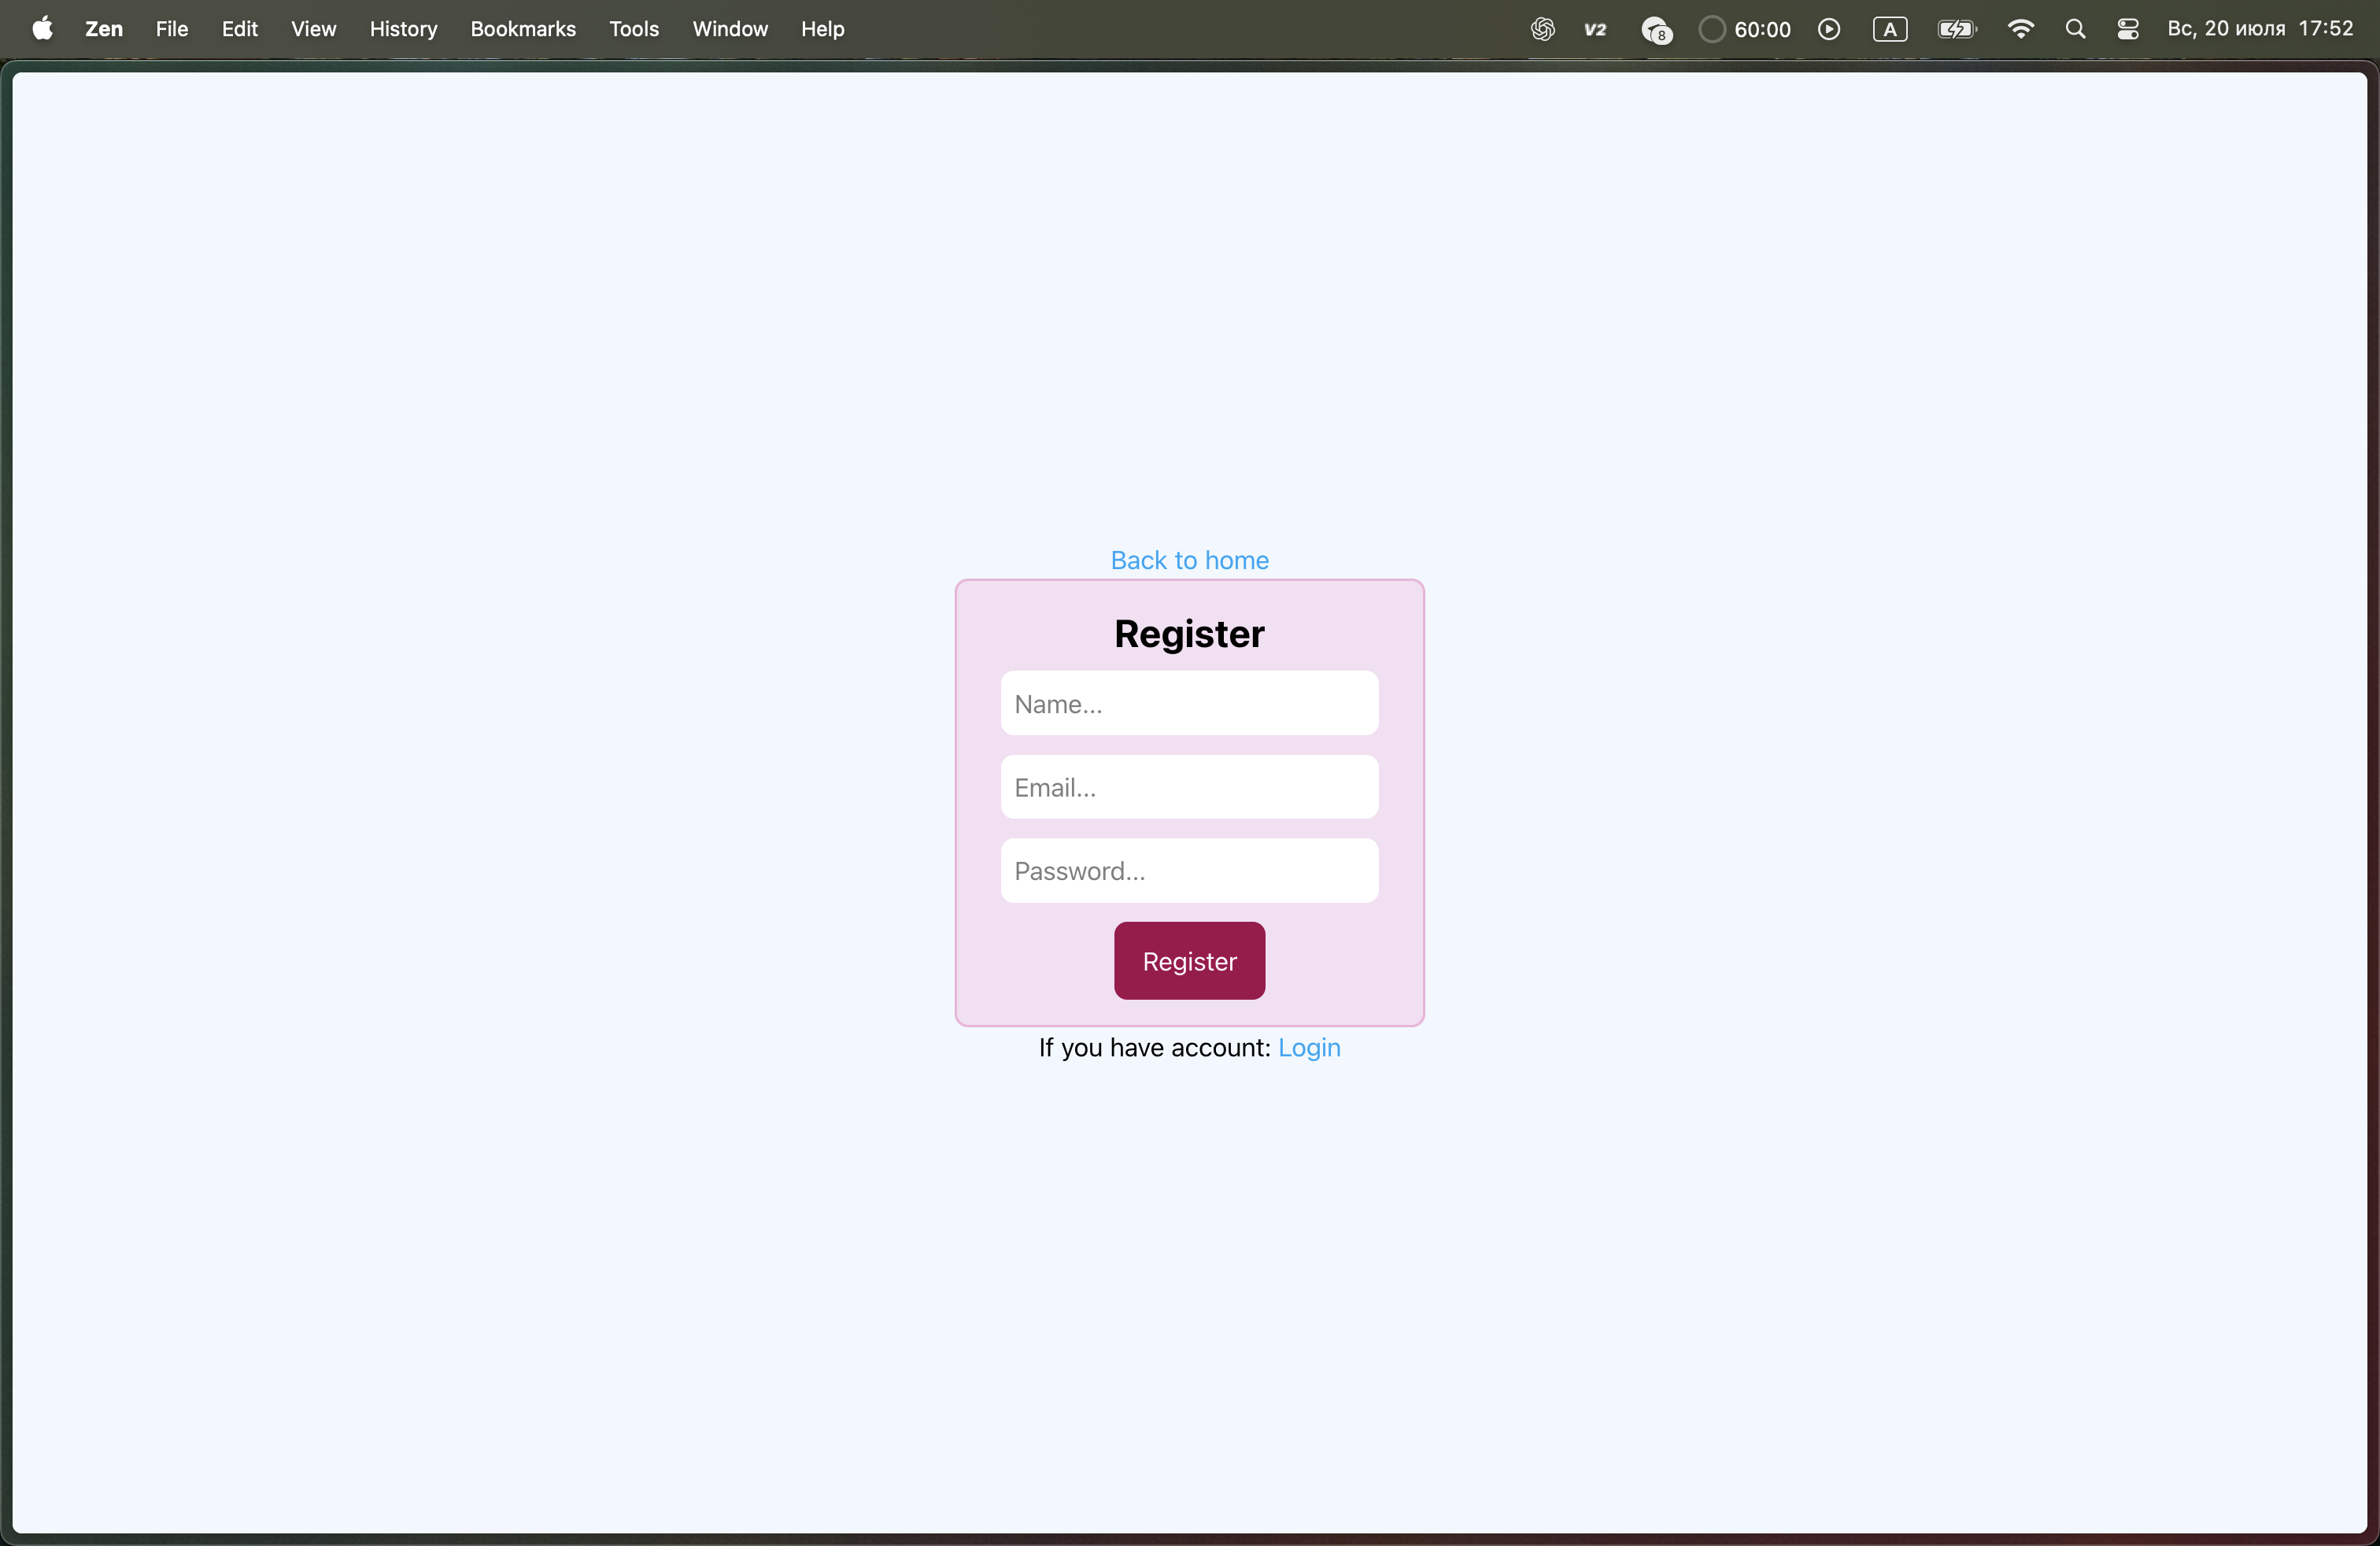 Zen File Edit View History Bookmarks Tools Window Help V2 8 60:00 A Вс, 20 июля 17:52
Back to home
Register
Name...
Email...
Password...
Register
If you have account: Login